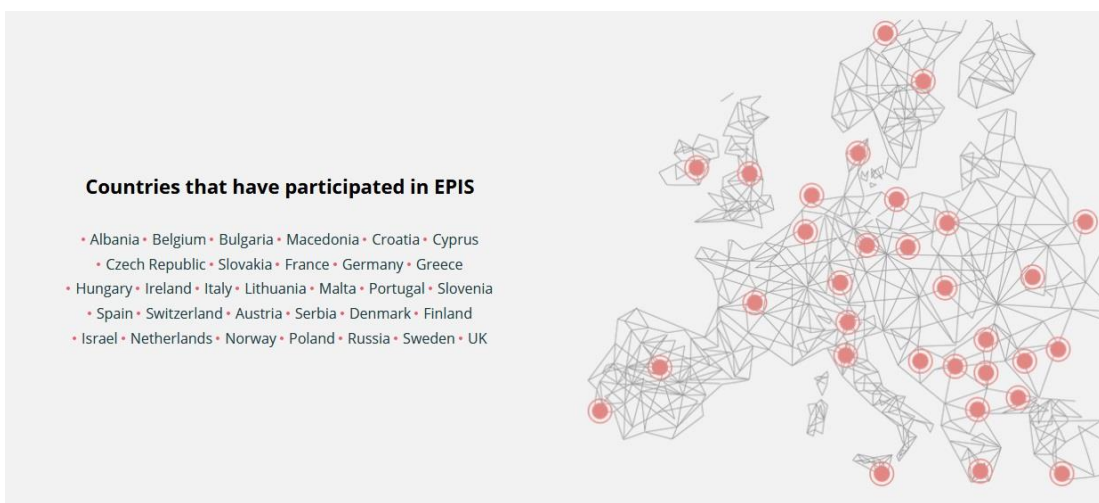 Countries that have participated in EPIS
• Albania • Belgium • Bulgaria • Macedonia • Croatia • Cyprus
• Czech Republic • Slovakia • France • Germany • Greece
• Hungary • Ireland • Italy • Lithuania • Malta • Portugal • Slovenia
• Spain • Switzerland • Austria • Serbia • Denmark • Finland
• Israel • Netherlands • Norway • Poland • Russia • Sweden • UK